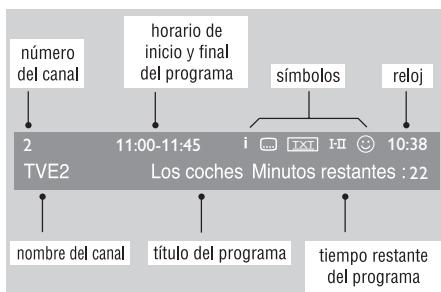 número
del canal
horario de
inicio y final
del programa
símbolos
reloj
2 11:00-11:45 i TXT I-II 10:38
TVE2 Los coches Minutos restantes : 22
nombre del canal
título del programa
tiempo restante
del programa